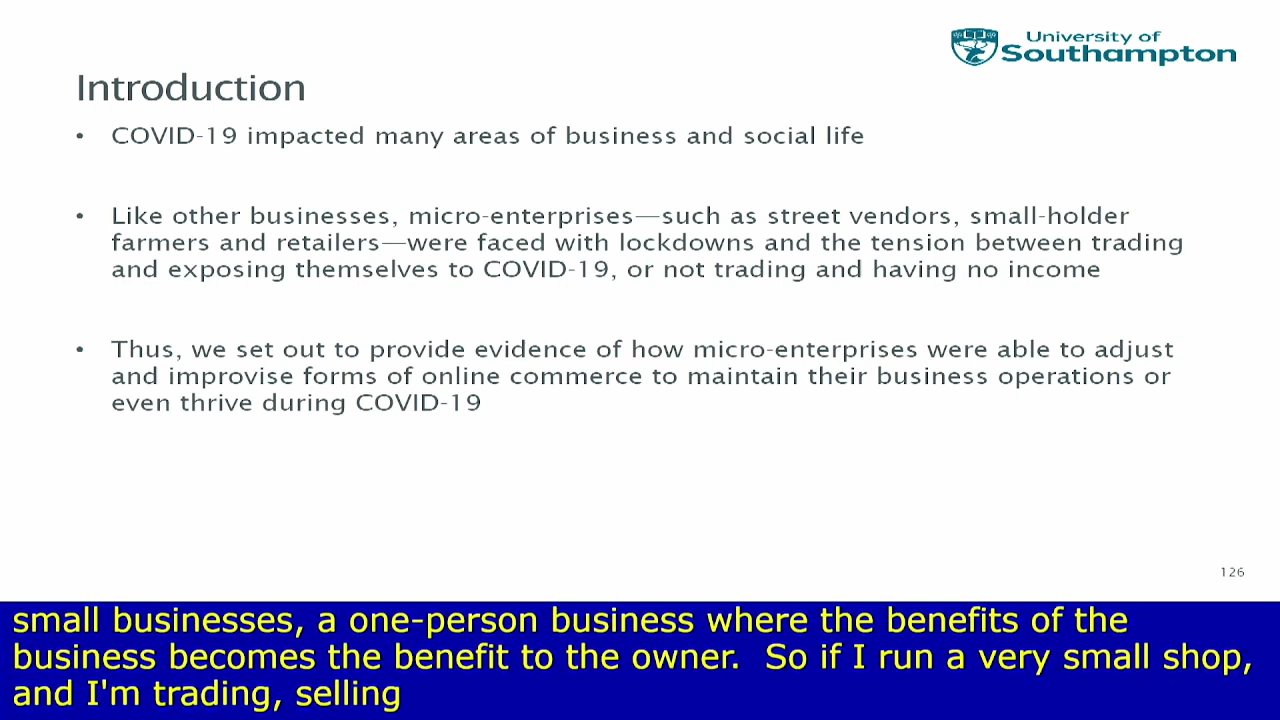 University of
Southampton
Introduction
• COVID-19 impacted many areas of business and social life
• Like other businesses, micro-enterprises—such as street vendors, small-holder
farmers and retailers—were faced with lockdowns and the tension between trading
and exposing themselves to COVID-19, or not trading and having no income
• Thus, we set out to provide evidence of how micro-enterprises were able to adjust
and improvise forms of online commerce to maintain their business operations or
even thrive during COVID-19
126
small businesses, a one-person business where the benefits of the
business becomes the benefit to the owner.  So if I run a very small shop,
and I'm trading, selling